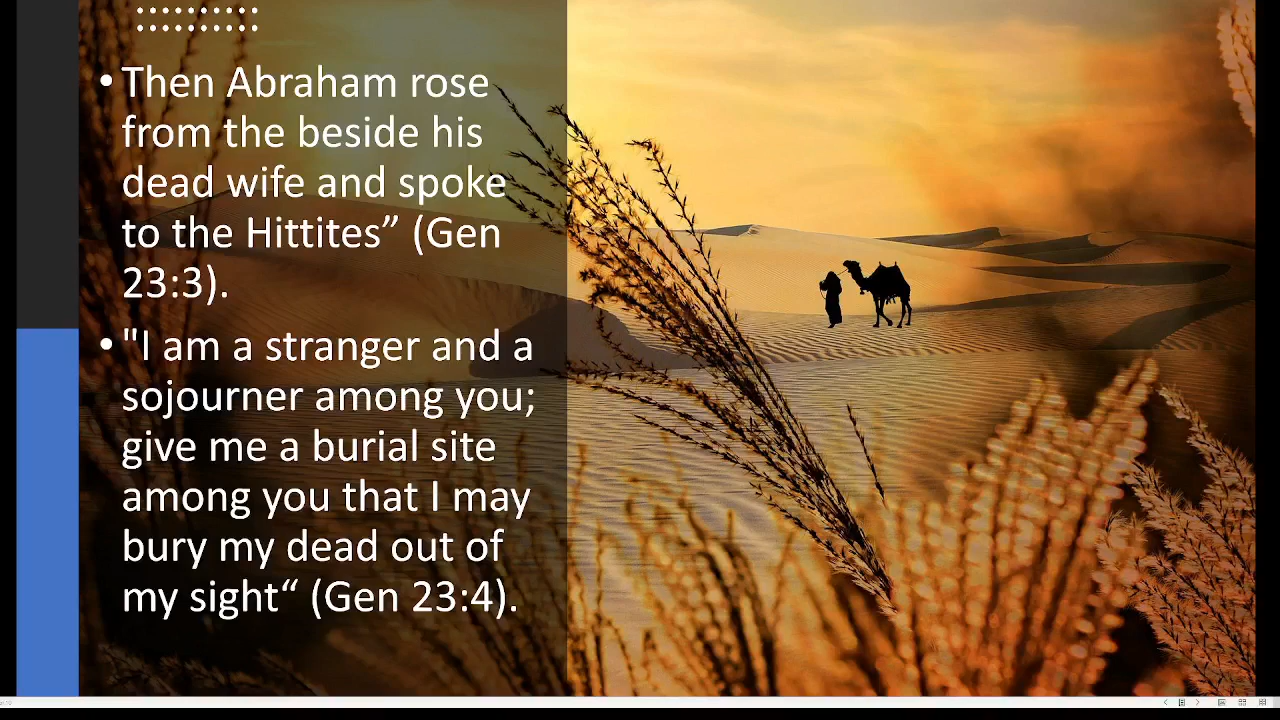 • Then Abraham rose
from the beside his
dead wife and spoke
to the Hittites” (Gen
23:3).
• "I am a stranger and a
sojourner among you;
give me a burial site
among you that I may
bury my dead out of
my sight“ (Gen 23:4).